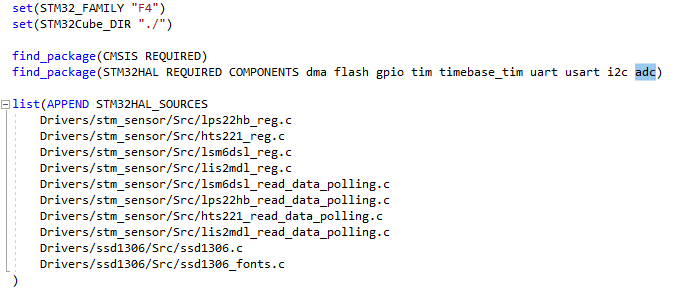 set(STM32_FAMILY "F4")
set(STM32Cube_DIR "./")
find_package(CMSIS REQUIRED)
find_package(STM32HAL REQUIRED COMPONENTS dma flash gpio tim timebase_tim uart usart i2c adc)
list(APPEND STM32HAL_SOURCES
Drivers/stm_sensor/Src/lps22hb_reg.c
Drivers/stm_sensor/Src/hts221_reg.c
Drivers/stm_sensor/Src/lsm6dsl_reg.c
Drivers/stm_sensor/Src/lis2mdl_reg.c
Drivers/stm_sensor/Src/lsm6dsl_read_data_polling.c
Drivers/stm_sensor/Src/lps22hb_read_data_polling.c
Drivers/stm_sensor/Src/hts221_read_data_polling.c
Drivers/stm_sensor/Src/lis2mdl_read_data_polling.c
Drivers/ssd1306/Src/ssd1306.c
Drivers/ssd1306/Src/ssd1306_fonts.c
)